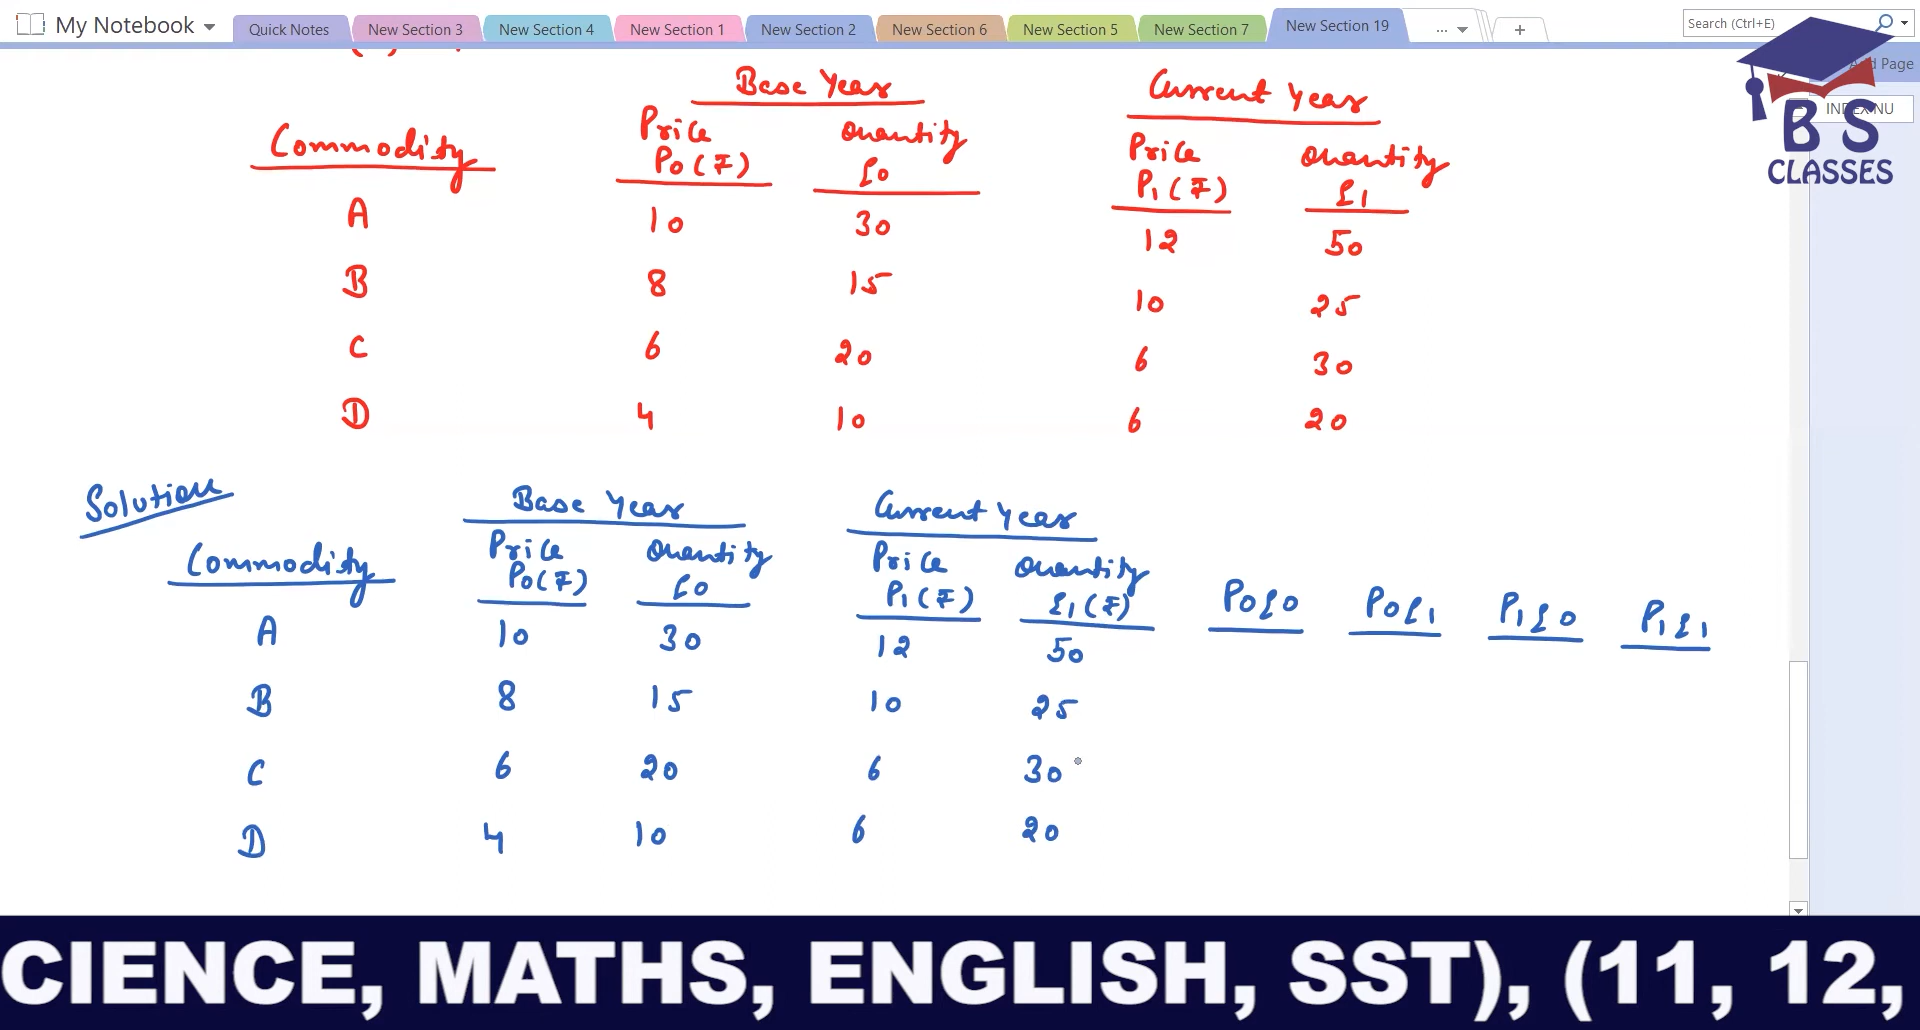 My Notebook Quick Notes New Section 3 New Section 4 New Section 1 New Section 2 New Section 6 New Section 5 New Section 7 New Section 19 ... + Search (Ctrl+E)
Page
INDEX NU
B S
CLASSES
Base Year Current Year
Commodity Price Quantity Price Quantity
P0 (₹) q0 P1 (₹) q1
A 10 30 12 50
B 8 15 10 25
C 6 20 6 30
D 4 10 6 20
Solution
Base Year Current Year
Commodity Price Quantity Price Quantity
P0 (₹) q0 P1 (₹) q1 (₹) P0q0 P0q1 P1q0 P1q1
A 10 30 12 50
B 8 15 10 25
C 6 20 6 30
D 4 10 6 20
CIENCE, MATHS, ENGLISH, SST), (11, 12,